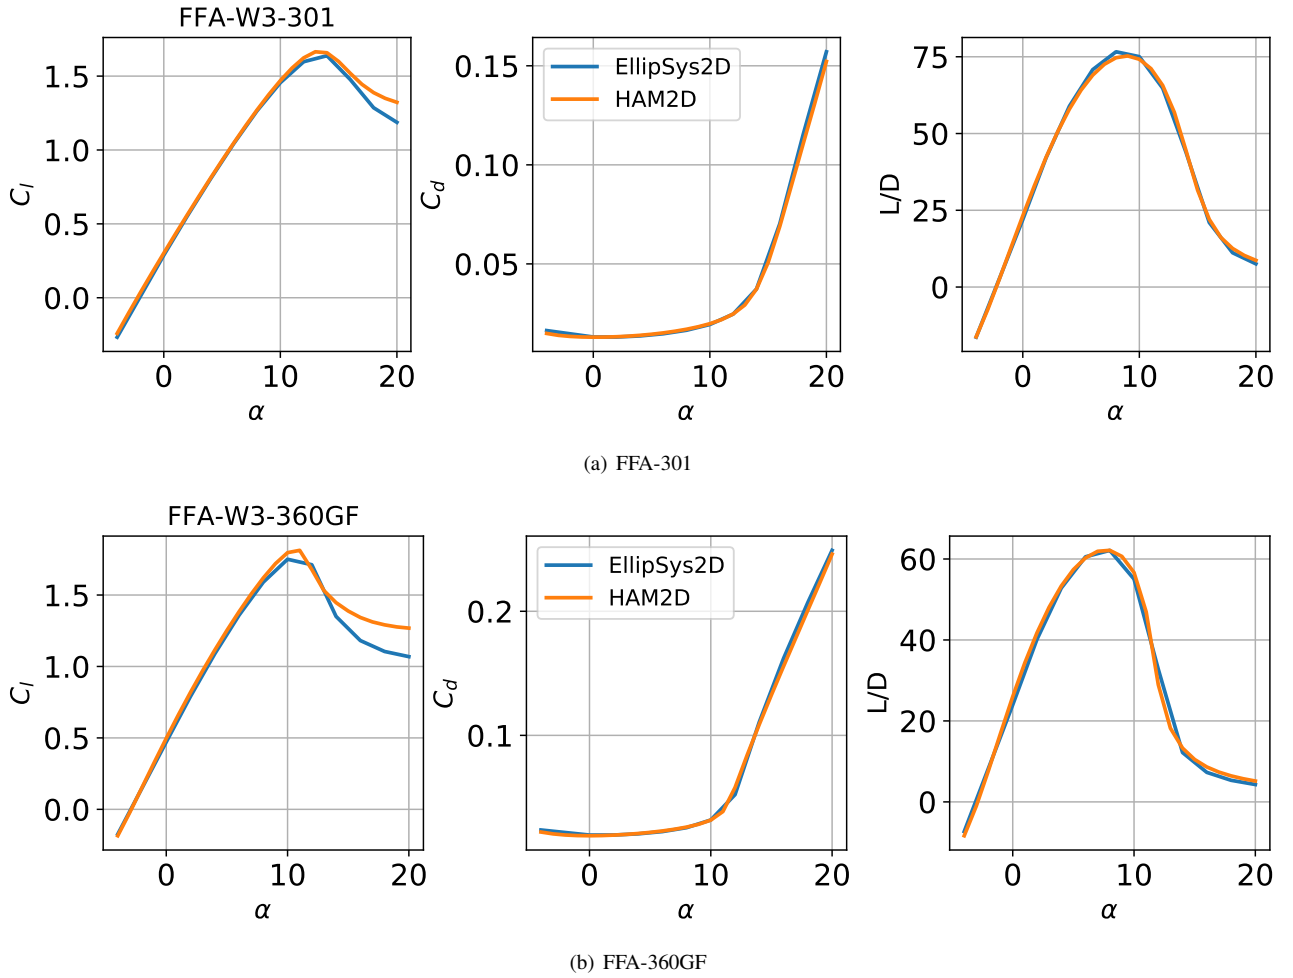 FFA-W3-301
1.5
1.0
0.5
0.0
C_l
0 10 20
α
EllipSys2D
HAM2D
0.15
0.10
0.05
C_d
0 10 20
α
75
50
25
0
L/D
0 10 20
α
(a) FFA-301
FFA-W3-360GF
1.5
1.0
0.5
0.0
C_l
0 10 20
α
EllipSys2D
HAM2D
0.2
0.1
C_d
0 10 20
α
60
40
20
0
L/D
0 10 20
α
(b) FFA-360GF